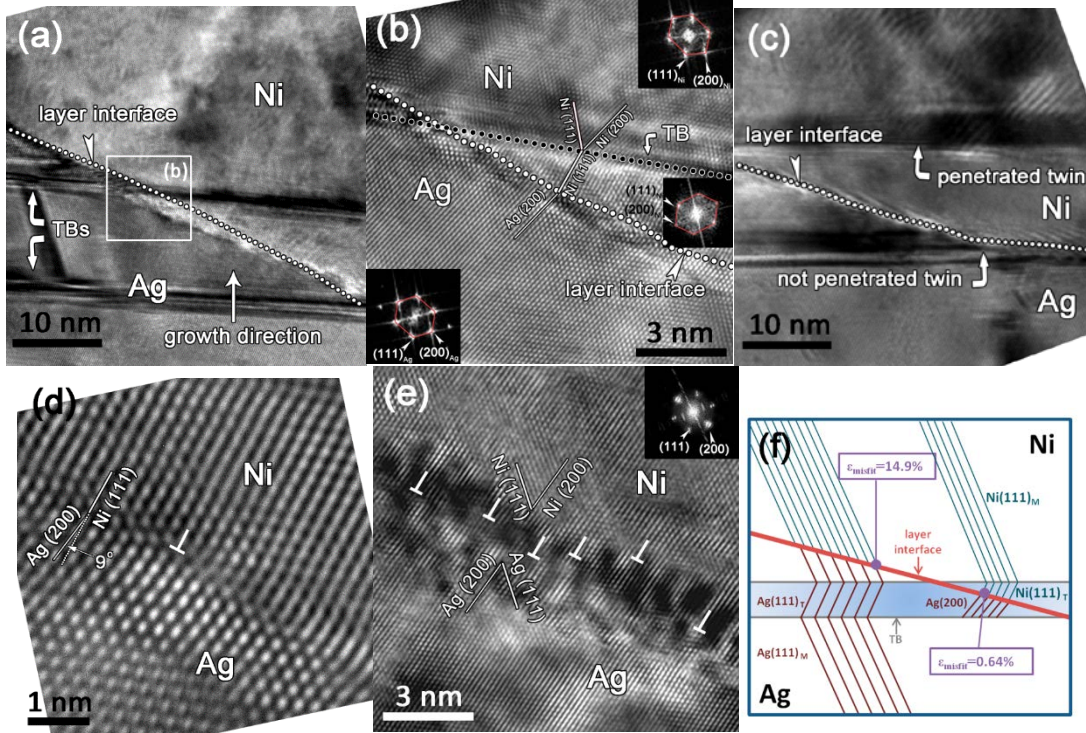 (a)
Ni
layer interface
(b)
TBs
Ag
growth direction
10 nm
(b)
(111)Ni
(200)Ni
Ni
Ni (111)
Ni (200)
TB
Ag
Ni (111)
Ag (200)
layer interface
(111)Ag
(200)Ag
3 nm
(c)
layer interface
penetrated twin
Ni
not penetrated twin
Ag
10 nm
(d)
Ni
Ag (200)
Ni (111)
9°
Ag
1 nm
(e)
(111)
(200)
Ni (111)
Ni (200)
Ni
Ag (200)
Ag (111)
Ag
3 nm
(f)
Ni
εmisfit=14.9%
Ni(111)M
layer
interface
Ag(111)T
Ag(200)
Ni(111)T
TB
Ag(111)M
εmisfit=0.64%
Ag